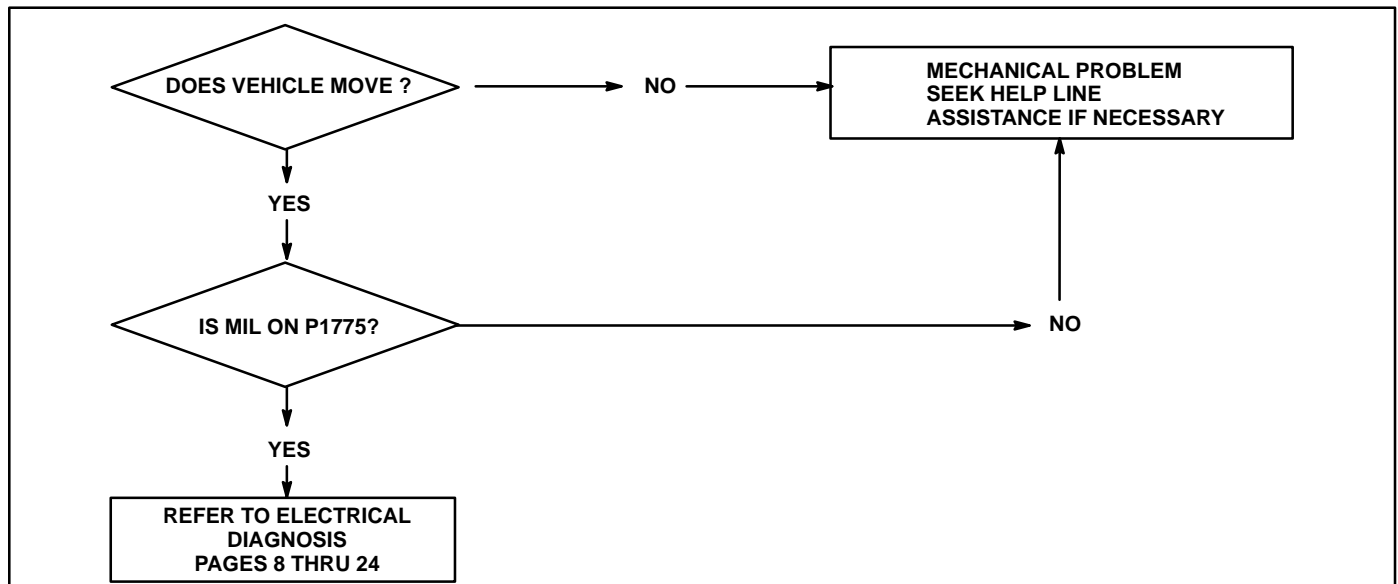 DOES VEHICLE MOVE ?
NO
MECHANICAL PROBLEM
SEEK HELP LINE
ASSISTANCE IF NECESSARY
YES
IS MIL ON P1775?
NO
YES
REFER TO ELECTRICAL
DIAGNOSIS
PAGES 8 THRU 24